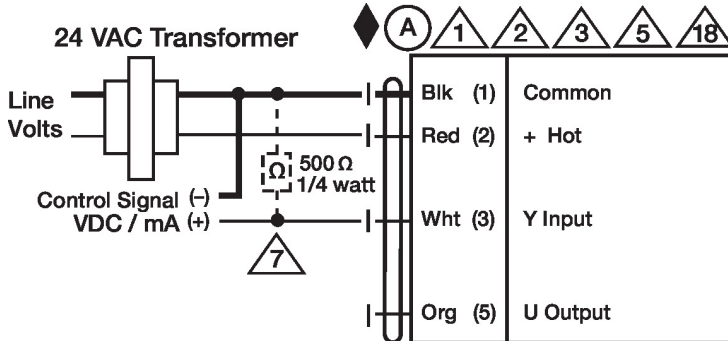 24 VAC Transformer
A 1 2 3 5 18
Line
Volts
Blk (1) Common
Red (2) + Hot
Ω 500 Ω
1/4 watt
Control Signal (–)
VDC / mA (+)
Wht (3) Y Input
7
Org (5) U Output